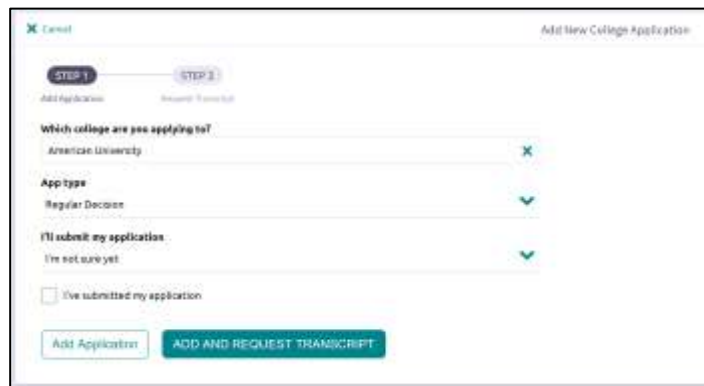 X Cancel
Add New College Application
STEP 1
STEP 2
Add Application
Request Transcript
Which college are you applying to?
American University
App type
Regular Decision
I'll submit my application
I'm not sure yet
I've submitted my application
Add Application
ADD AND REQUEST TRANSCRIPT